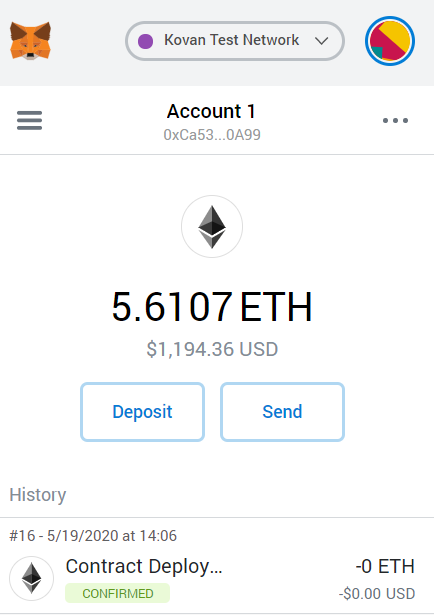 Kovan Test Network
Account 1
0xCa53...0A99
5.6107 ETH
$1,194.36 USD
Deposit Send
History
#16 - 5/19/2020 at 14:06
Contract Deploy... -0 ETH
CONFIRMED -$0.00 USD